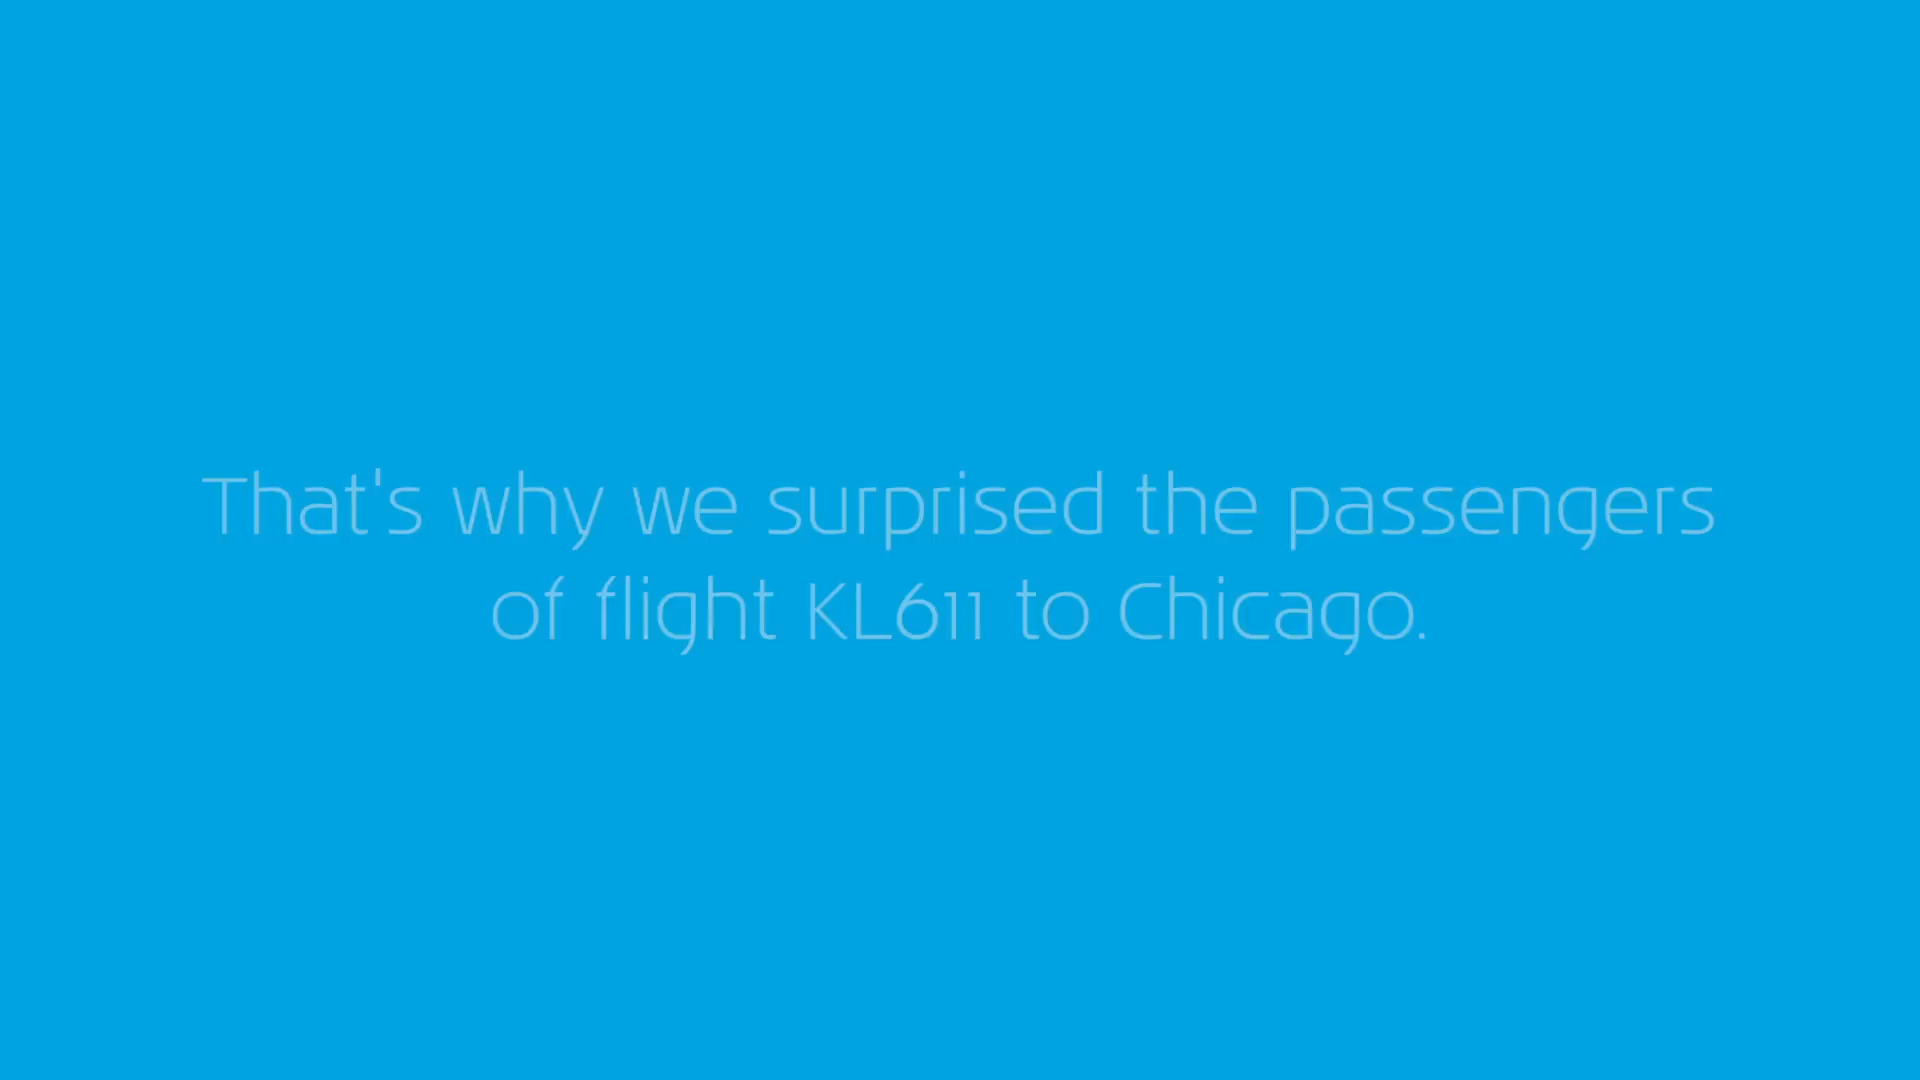 That's why we surprised the passengers
of flight KL611 to Chicago.